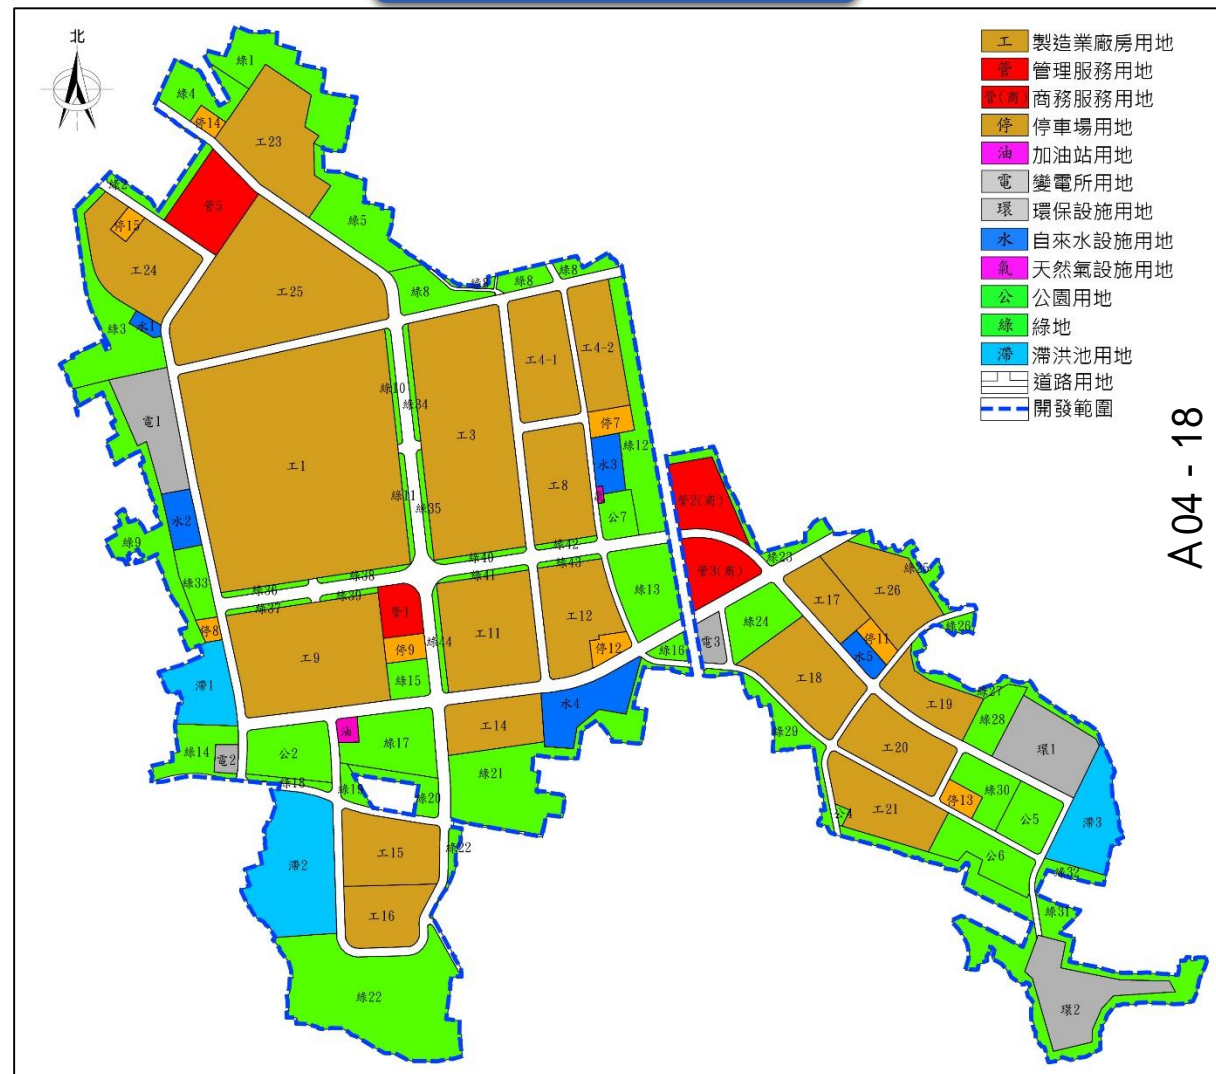 北
工 製造業廠房用地
管 管理服務用地
管(商) 商務服務用地
停 停車場用地
油 加油站用地
電 變電所用地
環 環保設施用地
水 自來水設施用地
氣 天然氣設施用地
公 公園用地
綠 綠地
滯 滯洪池用地
道路用地
開發範圍
A04 - 18
綠1
綠4
停14
工23
綠2
管5
停15
綠5
工24
工25
綠8
綠8
綠8
綠3
水1
工4-1
工4-2
綠10
綠34
電1
工3
停7
綠12
工1
工8
水3
綠11
綠35
管2(商)
水2
公7
綠9
綠40
綠42
綠41
綠43
綠23
管3(商)
綠33
綠36
綠38
綠37
綠39
綠13
綠25
工17
工26
管1
工12
停8
綠44
工11
綠24
綠26
停9
停12
電3
停11
工9
綠15
綠16
水5
滯1
工18
綠27
水4
工19
油
工14
綠28
綠14
電2
公2
綠17
綠29
工20
環1
綠21
綠18
綠19
綠20
停13
綠30
公4
工21
公5
滯3
綠22
工15
公6
滯2
綠32
工16
綠31
綠22
環2